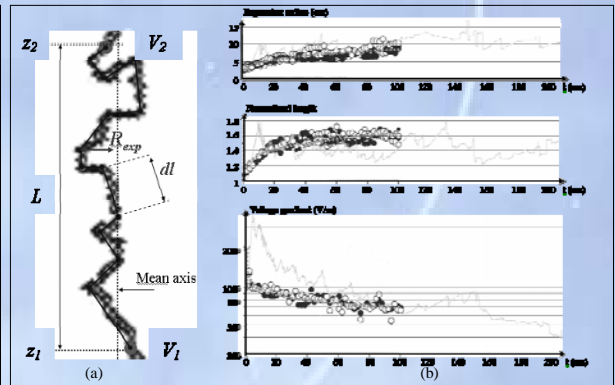 z2
V2
Rexp
dl
L
Mean axis
z1
V1
(a)
Expansion radius (cm)
15
10
5
0
0 20 40 60 80 100 120 140 160 180 200 t (ms)
Normalized length
1.8
1.6
1.4
1.2
1
0 20 40 60 80 100 120 140 160 180 200 t (ms)
Voltage gradient (V/m)
0 20 40 60 80 100 120 140 160 180 200 t (ms)
(b)